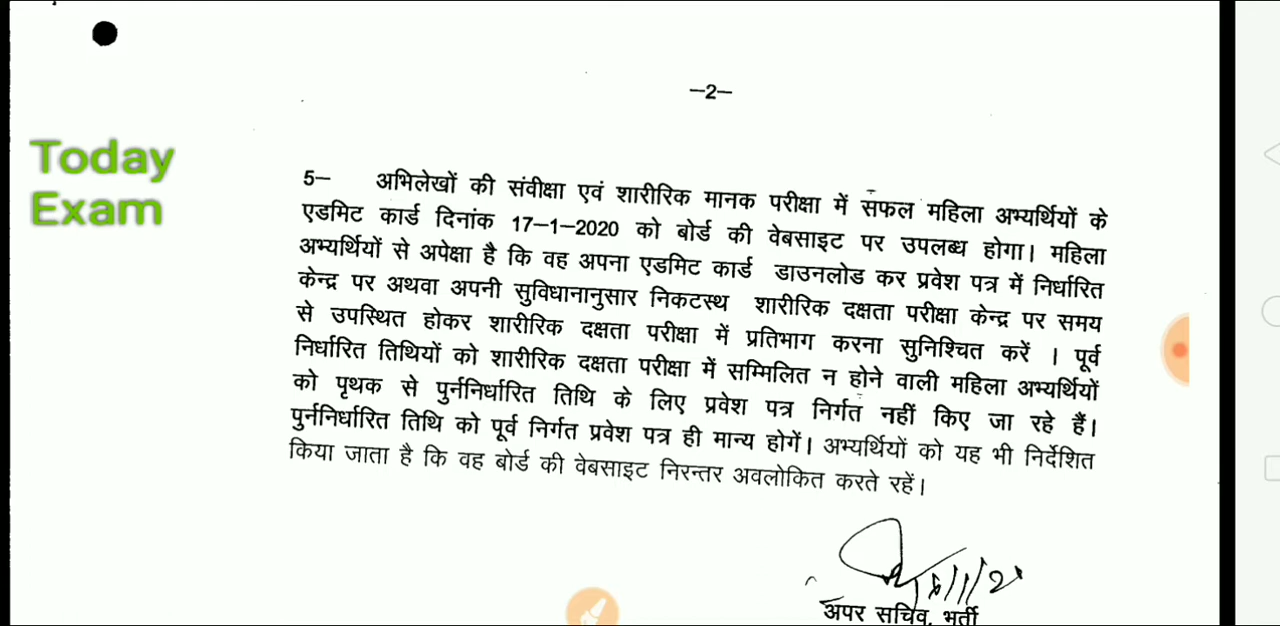 -2-
Today
Exam
5- अभिलेखों की संवीक्षा एवं शारीरिक मानक परीक्षा में सफल महिला अभ्यर्थियों के
एडमिट कार्ड दिनांक 17-1-2020 को बोर्ड की वेबसाइट पर उपलब्ध होगा। महिला
अभ्यर्थियों से अपेक्षा है कि वह अपना एडमिट कार्ड डाउनलोड कर प्रवेश पत्र में निर्धारित
केन्द्र पर अथवा अपनी सुविधानानुसार निकटस्थ शारीरिक दक्षता परीक्षा केन्द्र पर समय
से उपस्थित होकर शारीरिक दक्षता परीक्षा में प्रतिभाग करना सुनिश्चित करें । पूर्व
निर्धारित तिथियों को शारीरिक दक्षता परीक्षा में सम्मिलित न होने वाली महिला अभ्यर्थियों
को पृथक से पुर्ननिर्धारित तिथि के लिए प्रवेश पत्र निर्गत नहीं किए जा रहे हैं।
पुर्ननिर्धारित तिथि को पूर्व निर्गत प्रवेश पत्र ही मान्य होगें। अभ्यर्थियों को यह भी निर्देशित
किया जाता है कि वह बोर्ड की वेबसाइट निरन्तर अवलोकित करते रहें।
अपर सचिव, भर्ती